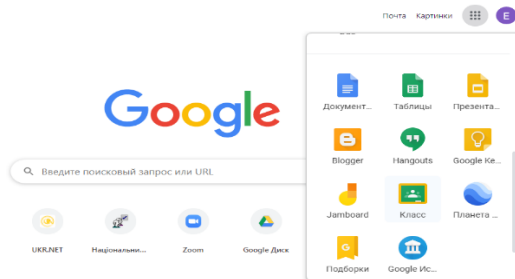 Почта Картинки E
Google
Введите поисковый запрос или URL
UKR.NET Національни... Zoom Google Диск
Документ... Таблицы Презента...
Blogger Hangouts Google Ke...
Jamboard Класс Планета ...
Подборки Google Ис...